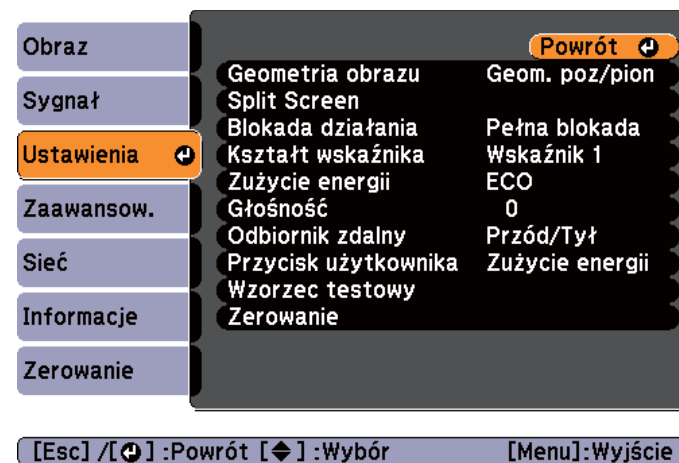 Obraz
Sygnał
Ustawienia
Zaawansow.
Sieć
Informacje
Zerowanie
Powrót
Geometria obrazu Geom. poz/pion
Split Screen
Blokada działania Pełna blokada
Kształt wskaźnika Wskaźnik 1
Zużycie energii ECO
Głośność 0
Odbiornik zdalny Przód/Tył
Przycisk użytkownika Zużycie energii
Wzorzec testowy
Zerowanie
[Esc] /[⏎] :Powrót [◆] :Wybór [Menu]:Wyjście